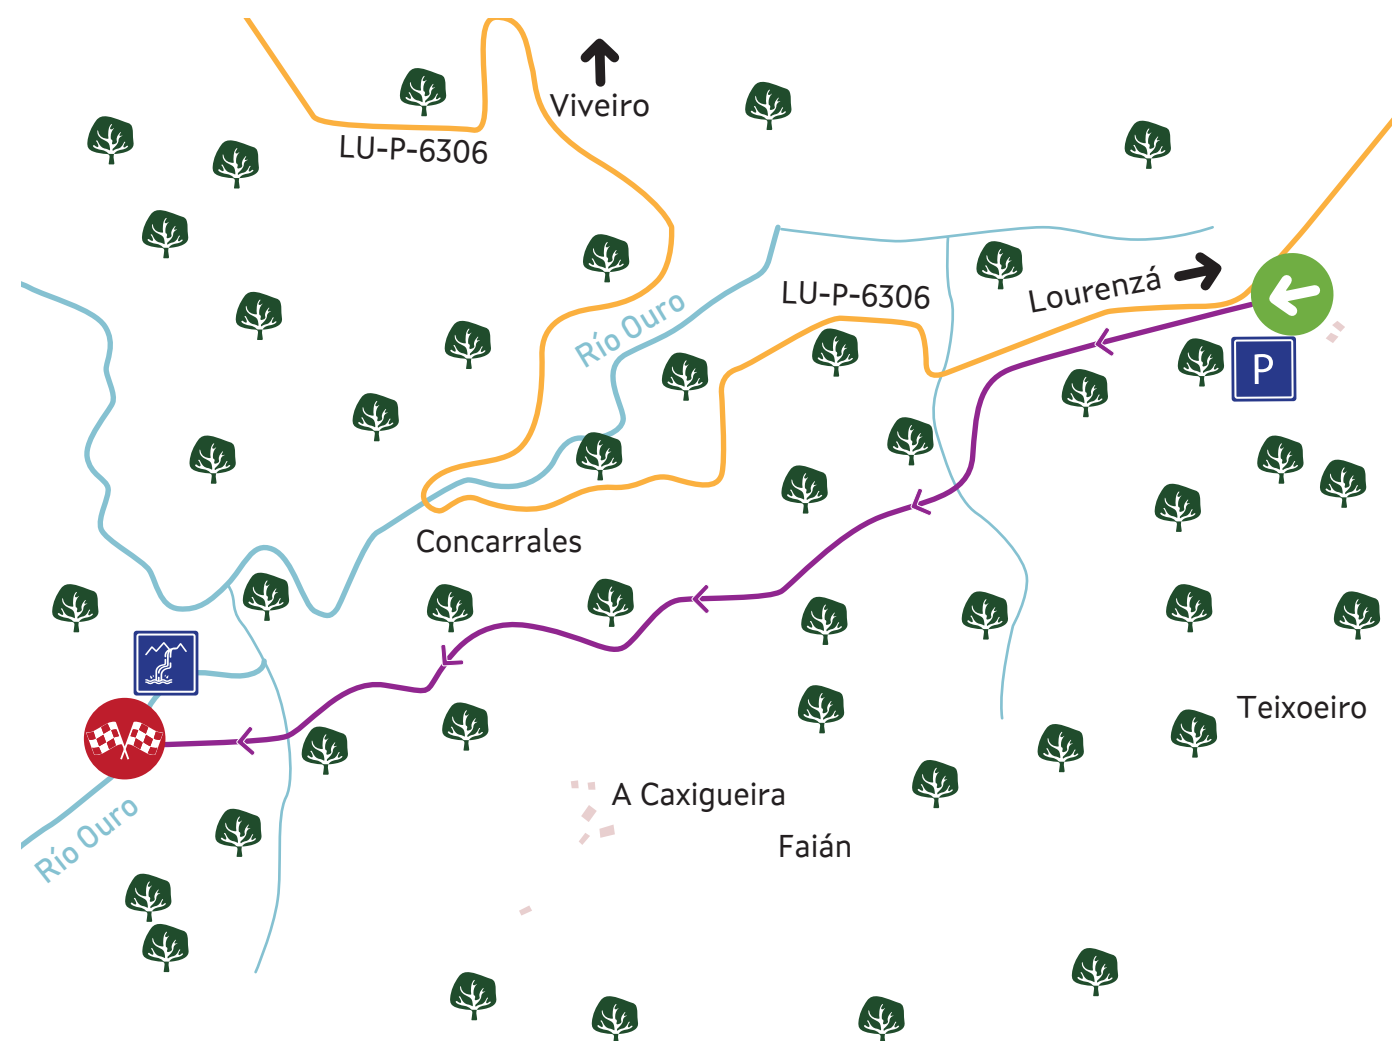 Viveiro
LU-P-6306
Lourenzá
LU-P-6306
Río Ouro
P
Concarrales
Teixoeiro
A Caxigueira
Río Ouro
Faián